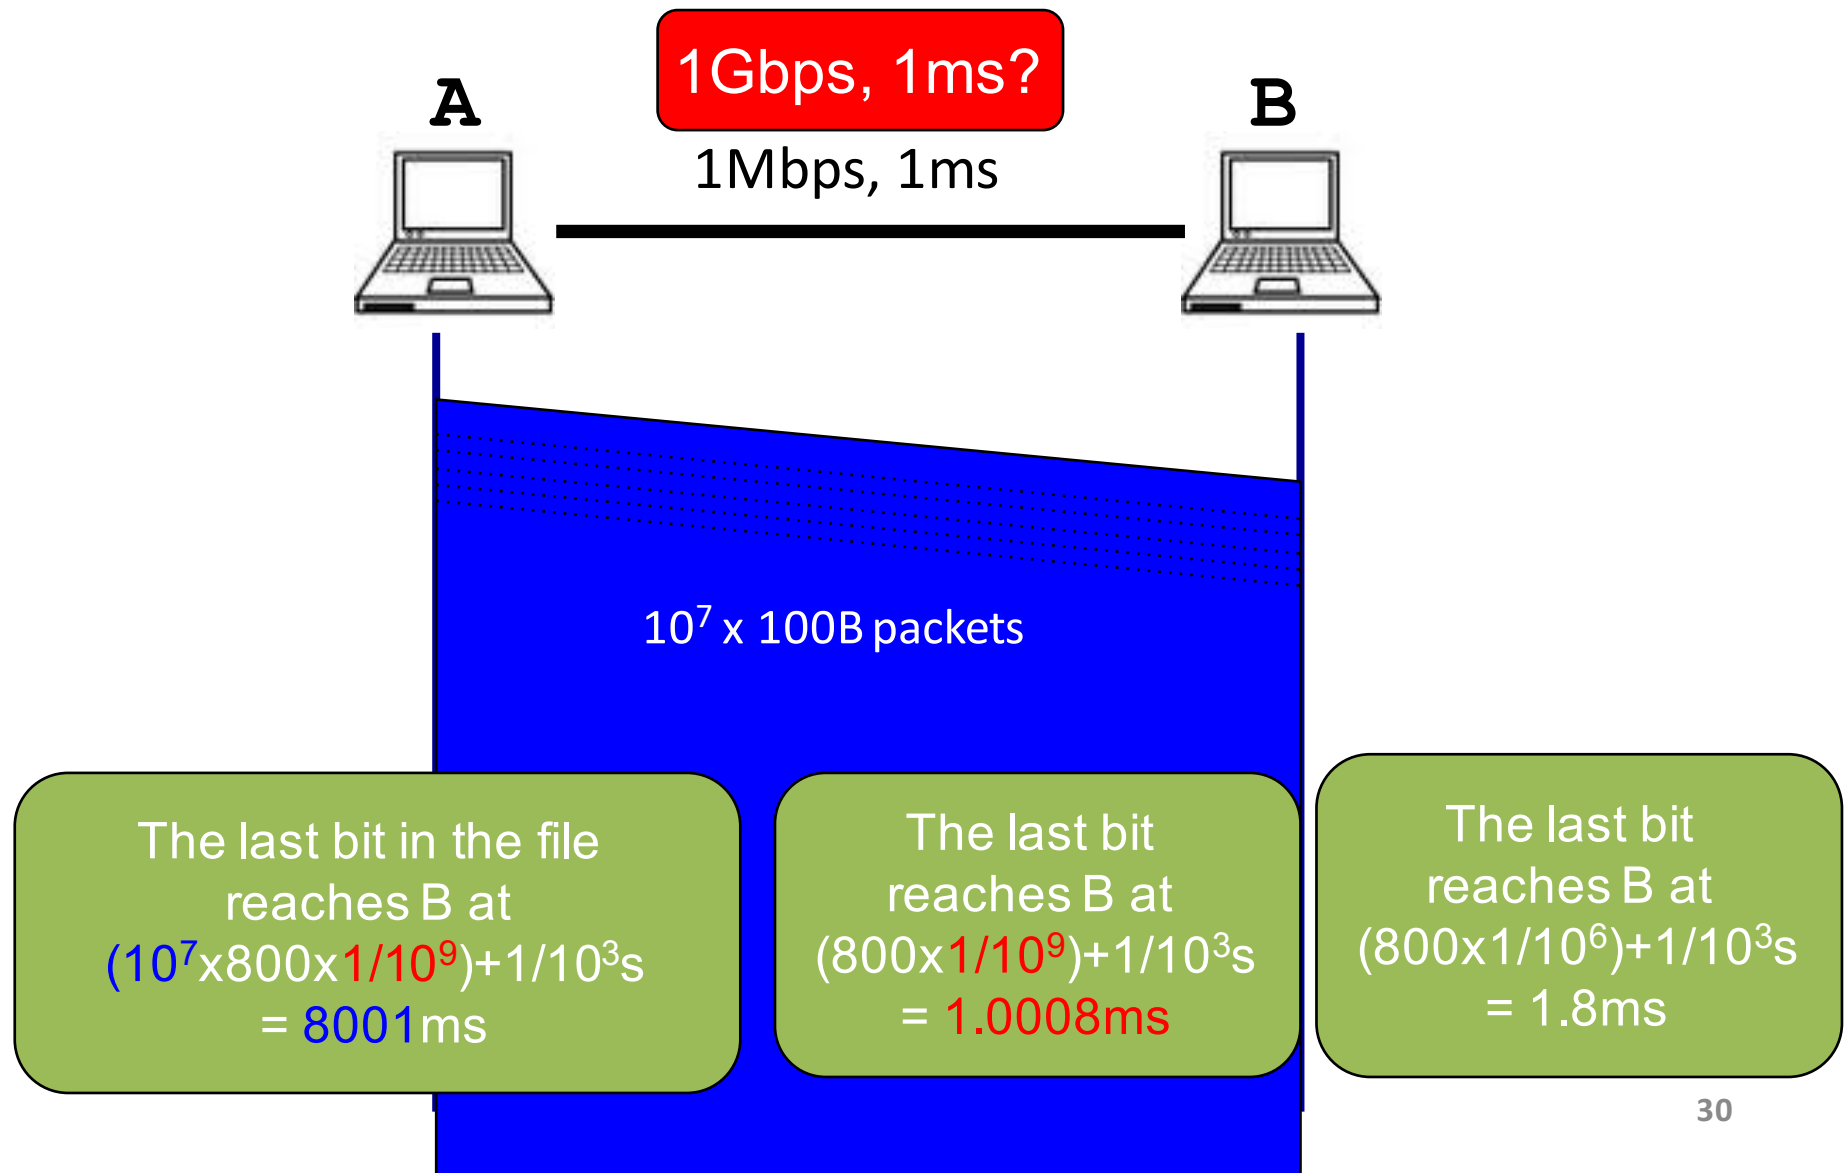 1Gbps, 1ms?
A
B
1Mbps, 1ms
10⁷ x 100B packets
The last bit in the file
reaches B at
(10⁷x800x1/10⁹)+1/10³s
= 8001ms
The last bit
reaches B at
(800x1/10⁹)+1/10³s
= 1.0008ms
The last bit
reaches B at
(800x1/10⁶)+1/10³s
= 1.8ms
30